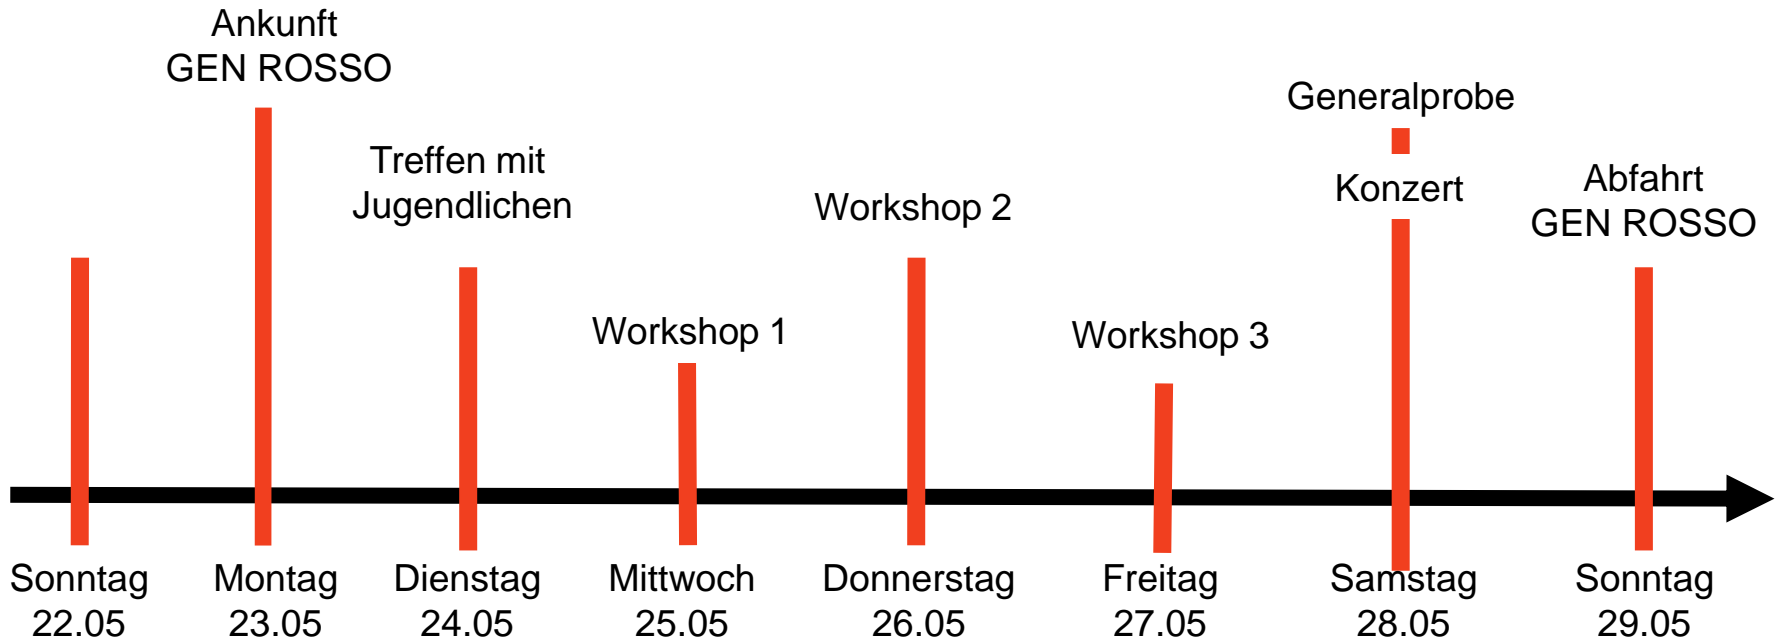 Ankunft
GEN ROSSO
Treffen mit
Jugendlichen
Workshop 1
Workshop 2
Workshop 3
Generalprobe
Konzert
Abfahrt
GEN ROSSO
Sonntag
22.05
Montag
23.05
Dienstag
24.05
Mittwoch
25.05
Donnerstag
26.05
Freitag
27.05
Samstag
28.05
Sonntag
29.05